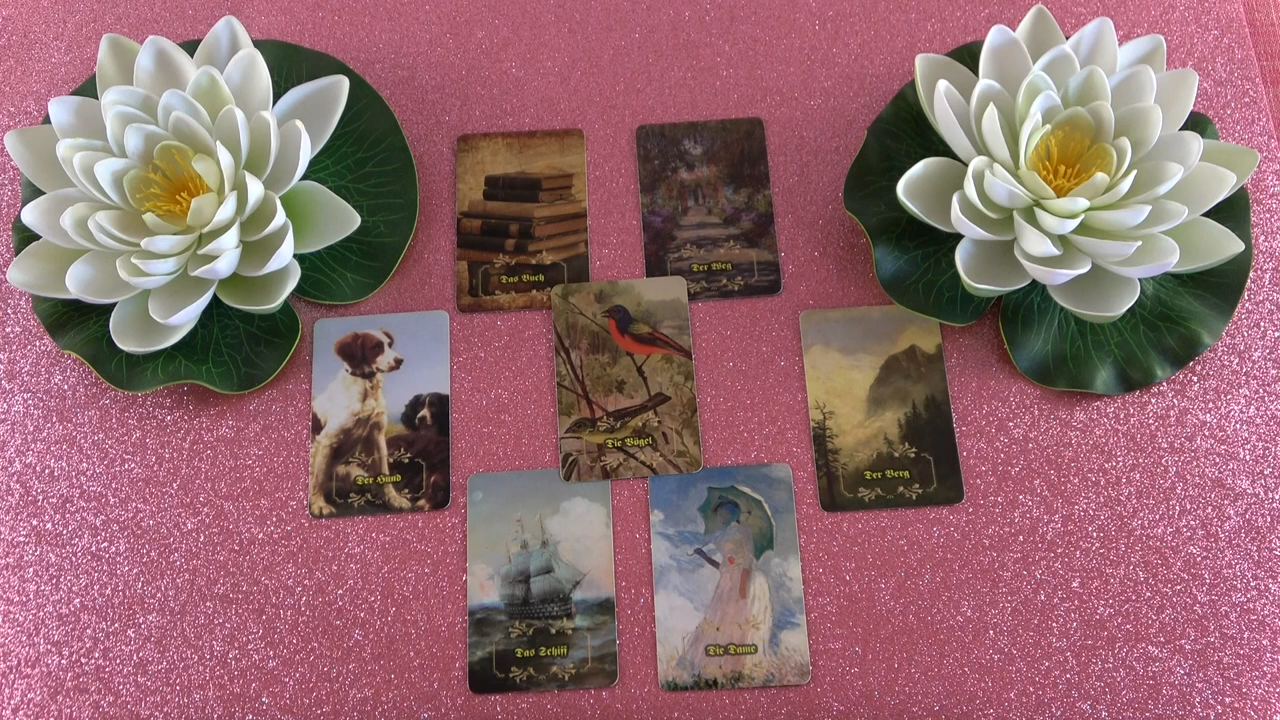 Das Buch
Der Weg
Der Hund
Die Vögel
Der Berg
Das Schiff
Die Dame